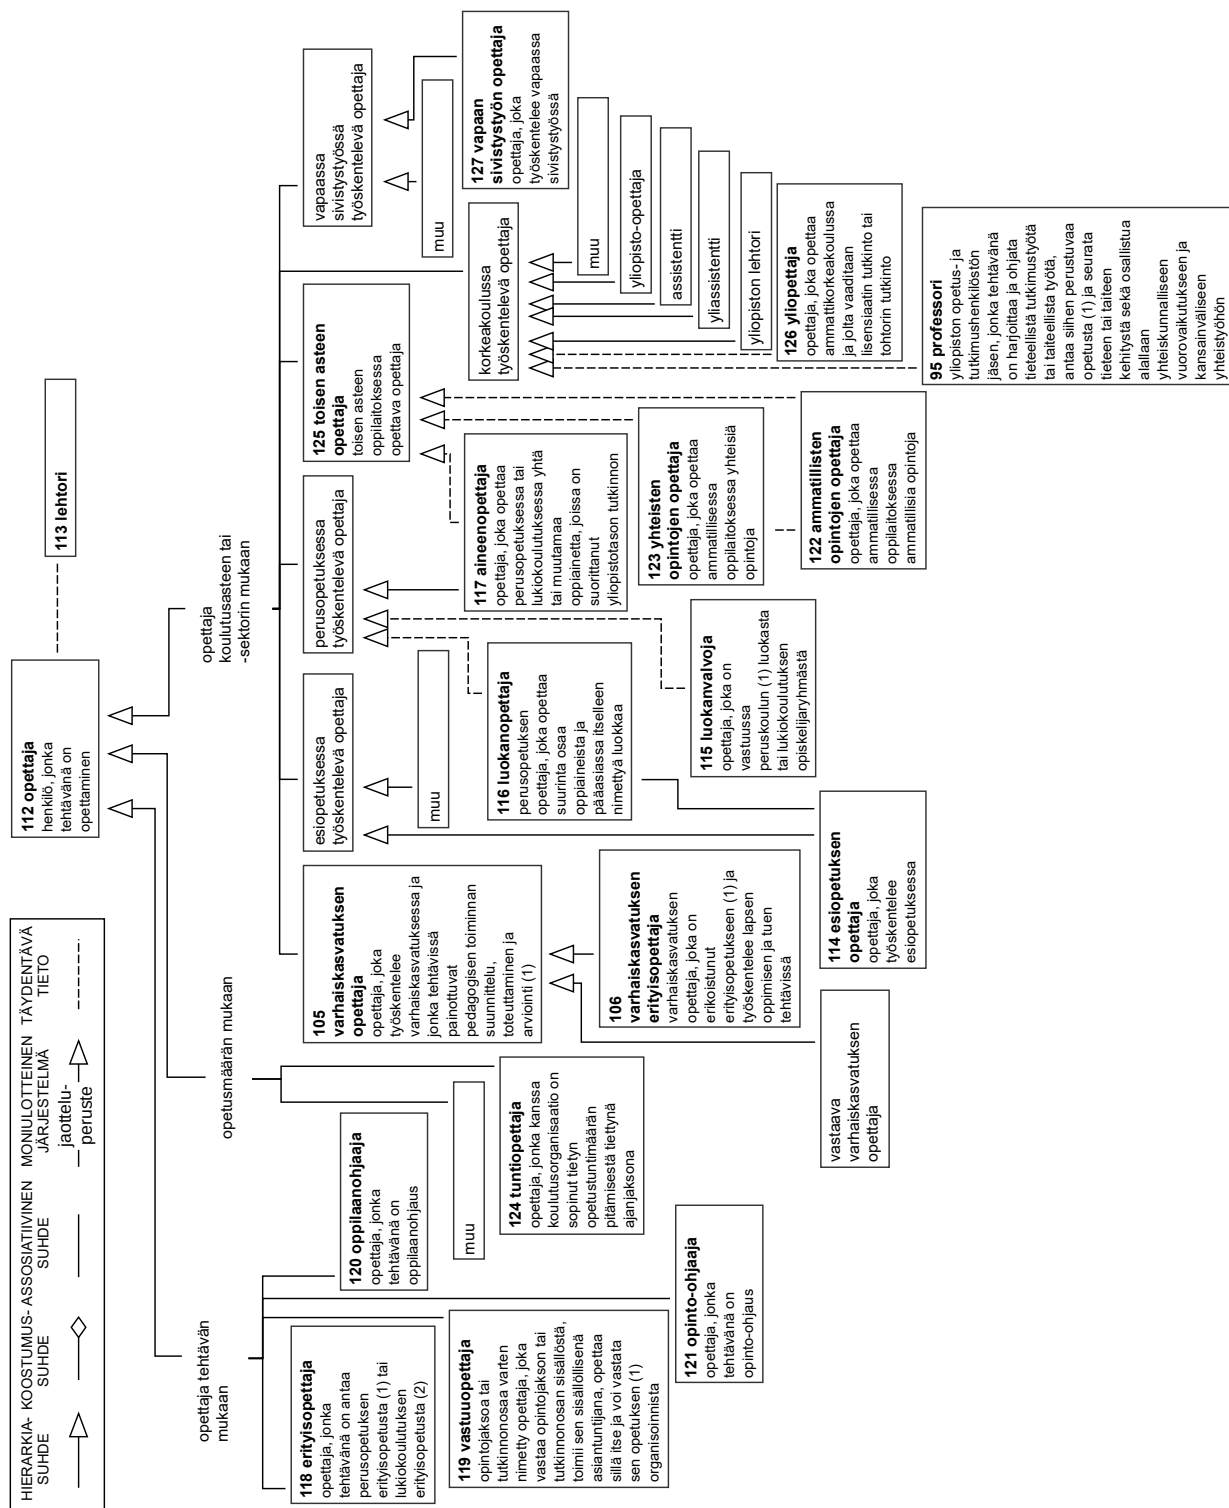 HIERARKIA-
SUHDE
KOOSTUMUS-
SUHDE
ASSOSIATIIVINEN
SUHDE
MONIULOTTEINEN
JÄRJESTELMÄ
jaottelu-
peruste
TÄYDENTÄVÄ
TIETO
112 opettaja
henkilö, jonka
tehtävänä on
opettaminen
113 lehtori
opettaja tehtävän
mukaan
118 erityisopettaja
opettaja, jonka
tehtävänä on antaa
perusopetuksen
erityisopetusta (1) tai
lukiokoulutuksen
erityisopetusta (2)
120 oppilaanohjaaja
opettaja, jonka
tehtävänä on
oppilaanohjaus
119 vastuuopettaja
opintojaksoa tai
tutkinnonosaa varten
nimetty opettaja, joka
vastaa opintojakson tai
tutkinnonosan sisällöstä,
toimii sen sisällöllisenä
asiantuntijana, opettaa
sillä itse ja voi vastata
sen opetuksen (1)
organisoinnista
121 opinto-ohjaaja
opettaja, jonka
tehtävänä on
opinto-ohjaus
opetusmäärän mukaan
muu
124 tuntiopettaja
opettaja, jonka kanssa
koulutusorganisaatio on
sopinut tietyn
opetustuntimäärän
pitämisestä tiettynä
ajanjaksona
opettaja
koulutusasteen tai
-sektorin mukaan
105
varhaiskasvatuksen
opettaja
opettaja, joka
työskentelee
varhaiskasvatuksessa ja
jonka tehtävissä
painottuvat
pedagogisen toiminnan
suunnittelu,
toteuttaminen ja
arviointi (1)
106
varhaiskasvatuksen
erityisopettaja
varhaiskasvatuksen
opettaja, joka on
erikoistunut
erityisopetukseen (1) ja
työskentelee lapsen
oppimisen ja tuen
tehtävissä
vastaava
varhaiskasvatuksen
opettaja
esiopetuksessa
työskentelevä opettaja
muu
114 esiopetuksen
opettaja
opettaja, joka
työskentelee
esiopetuksessa
perusopetuksessa
työskentelevä opettaja
117 aineenopettaja
opettaja, joka opettaa
perusopetuksessa tai
lukiokoulutuksessa yhtä
tai muutamaa
oppiainetta, joissa on
suorittanut
yliopistotason tutkinnon
116 luokanopettaja
perusopetuksen
opettaja, joka opettaa
suurinta osaa
oppiaineista ja
pääasiassa itselleen
nimettyä luokkaa
115 luokanvalvoja
opettaja, joka on
vastuussa
peruskoulun (1) luokasta
tai lukiokoulutuksen
opiskelijaryhmästä
125 toisen asteen
opettaja
toisen asteen
oppilaitoksessa
opettava opettaja
123 yhteisten
opintojen opettaja
opettaja, joka opettaa
ammatillisessa
oppilaitoksessa yhteisiä
opintoja
122 ammatillisten
opintojen opettaja
opettaja, joka opettaa
ammatillisessa
oppilaitoksessa
ammatillisia opintoja
korkeakoulussa
työskentelevä opettaja
muu
yliopisto-opettaja
assistentti
yliassistentti
yliopiston lehtori
126 yliopettaja
opettaja, joka opettaa
ammattikorkeakoulussa
ja jolta vaaditaan
lisensiaatin tutkinto tai
tohtorin tutkinto
95 professori
yliopiston opetus- ja
tutkimushenkilöstön
jäsen, jonka tehtävänä
on harjoittaa ja ohjata
tieteellistä tutkimustyötä
tai taiteellista työtä,
antaa siihen perustuvaa
opetusta (1) ja seurata
tieteen tai taiteen
kehitystä sekä osallistua
alallaan
yhteiskunnalliseen
vuorovaikutukseen ja
kansainväliseen
yhteistyöhön
vapaassa
sivistystyössä
työskentelevä opettaja
muu
127 vapaan
sivistystyön opettaja
opettaja, joka
työskentelee vapaassa
sivistystyössä